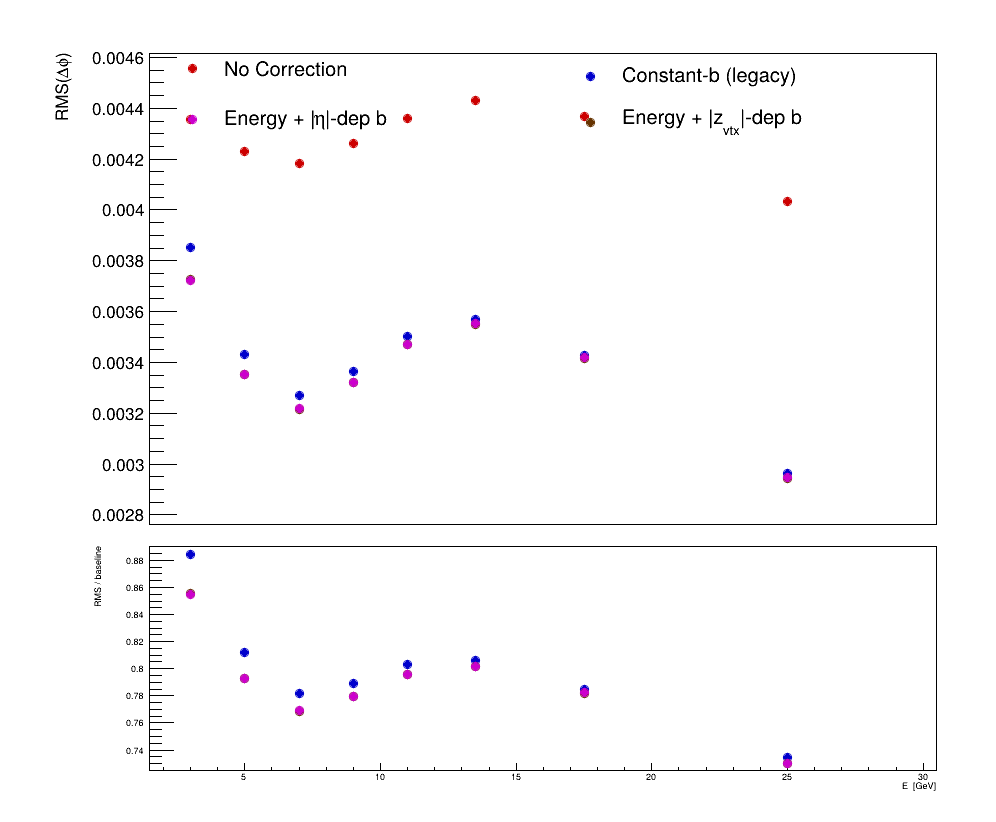 RMS(Δϕ)
No Correction
Constant-b (legacy)
Energy + |η|-dep b
Energy + |z_vtx|-dep b
0.0046
0.0044
0.0042
0.004
0.0038
0.0036
0.0034
0.0032
0.003
0.0028
RMS / baseline
0.88
0.86
0.84
0.82
0.8
0.78
0.76
0.74
5 10 15 20 25 30
E [GeV]